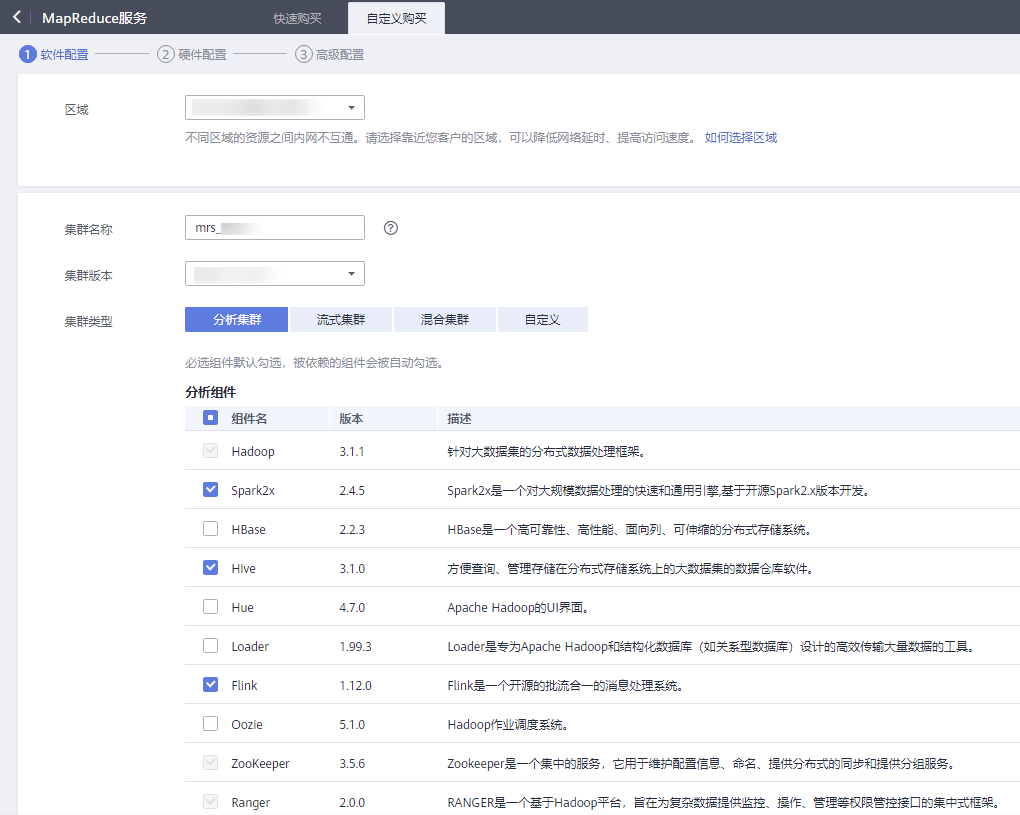 MapReduce服务 快速购买 自定义购买
1 软件配置 2 硬件配置 3 高级配置
区域
不同区域的资源之间内网不互通。请选择靠近您客户的区域，可以降低网络延时、提高访问速度。 如何选择区域
集群名称 mrs_
集群版本
集群类型 分析集群 流式集群 混合集群 自定义
必选组件默认勾选，被依赖的组件会被自动勾选。
分析组件
组件名 版本 描述
Hadoop 3.1.1 针对大数据集的分布式数据处理框架。
Spark2x 2.4.5 Spark2x是一个对大规模数据处理的快速和通用引擎,基于开源Spark2.x版本开发。
HBase 2.2.3 HBase是一个高可靠性、高性能、面向列、可伸缩的分布式存储系统。
Hive 3.1.0 方便查询、管理存储在分布式存储系统上的大数据集的数据仓库软件。
Hue 4.7.0 Apache Hadoop的UI界面。
Loader 1.99.3 Loader是专为Apache Hadoop和结构化数据库（如关系型数据库）设计的高效传输大量数据的工具。
Flink 1.12.0 Flink是一个开源的批流合一的消息处理系统。
Oozie 5.1.0 Hadoop作业调度系统。
ZooKeeper 3.5.6 Zookeeper是一个集中的服务，它用于维护配置信息、命名、提供分布式的同步和提供分组服务。
Ranger 2.0.0 RANGER是一个基于Hadoop平台，旨在为复杂数据提供监控、操作、管理等权限管控接口的集中式框架。